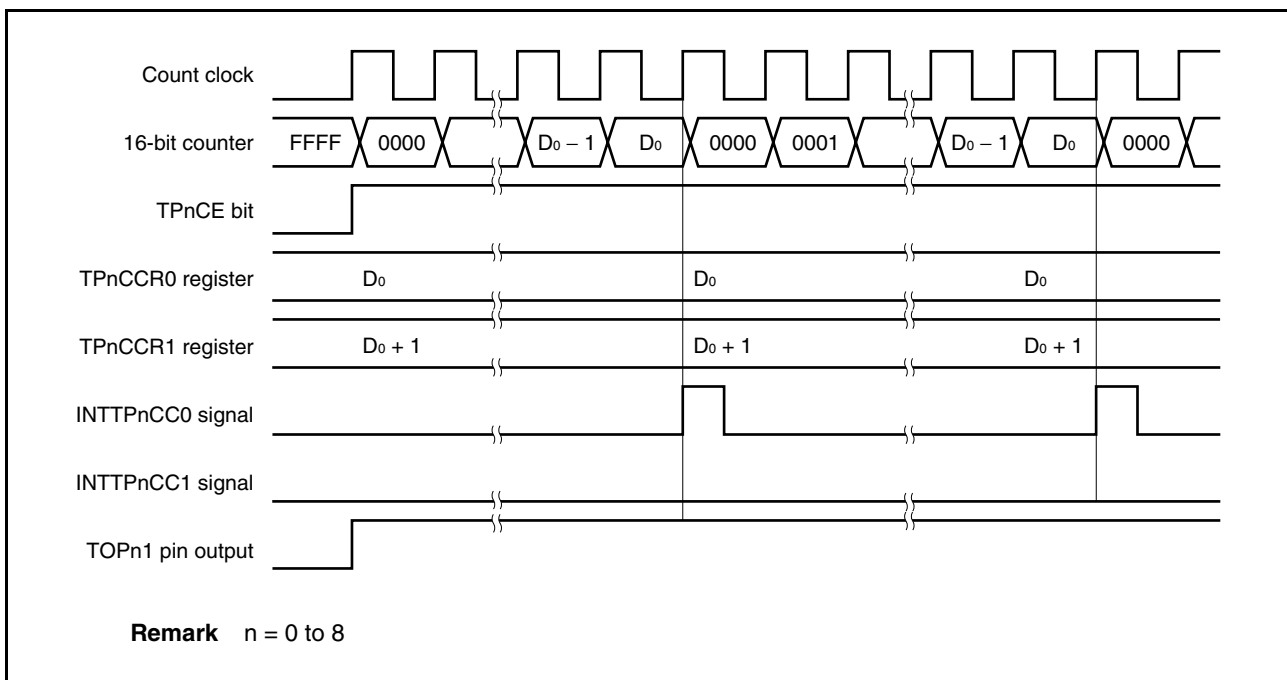 Count clock
16-bit counter FFFF 0000 D₀ – 1 D₀ 0000 0001 D₀ – 1 D₀ 0000
TPnCE bit
TPnCCR0 register D₀ D₀ D₀
TPnCCR1 register D₀ + 1 D₀ + 1 D₀ + 1
INTTPnCC0 signal
INTTPnCC1 signal
TOPn1 pin output
Remark n = 0 to 8